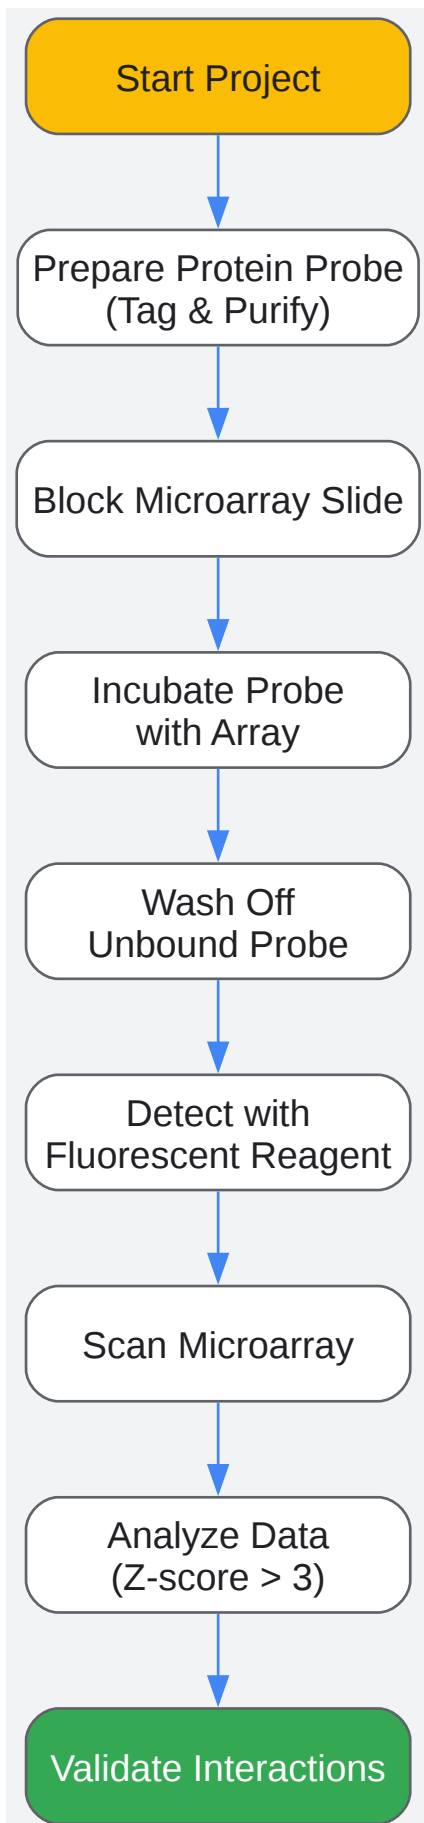 Start Project
Prepare Protein Probe
(Tag & Purify)
Block Microarray Slide
Incubate Probe
with Array
Wash Off
Unbound Probe
Detect with
Fluorescent Reagent
Scan Microarray
Analyze Data
(Z-score > 3)
Validate Interactions